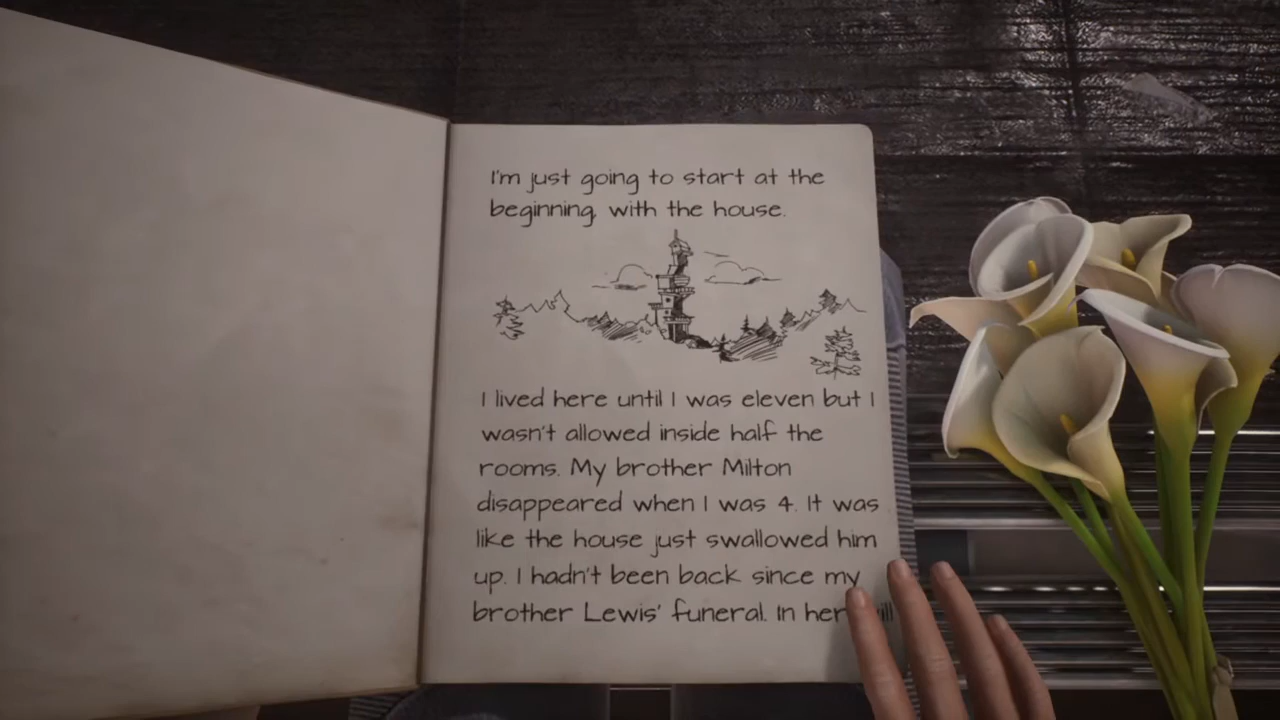 I'm just going to start at the
beginning, with the house.
I lived here until I was eleven but I
wasn't allowed inside half the
rooms. My brother Milton
disappeared when I was 4. It was
like the house just swallowed him
up. I hadn't been back since my
brother Lewis' funeral. In her